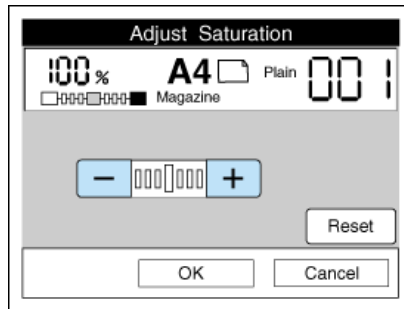 Adjust Saturation
100 % A4 Plain 001
Magazine
− +
Reset
OK Cancel